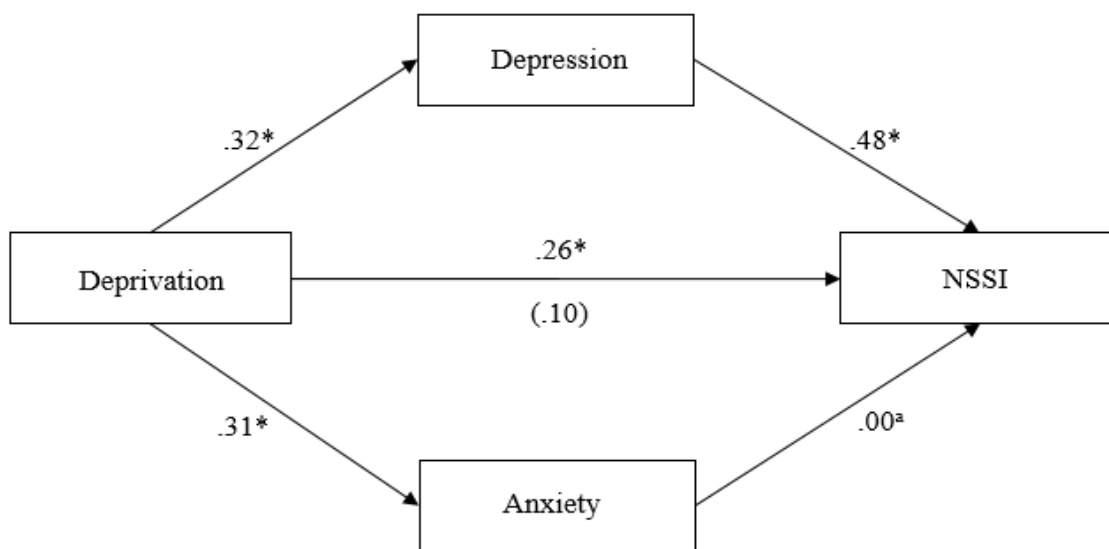 Depression
.32*
.48*
Deprivation
.26*
(.10)
NSSI
.31*
.00ª
Anxiety